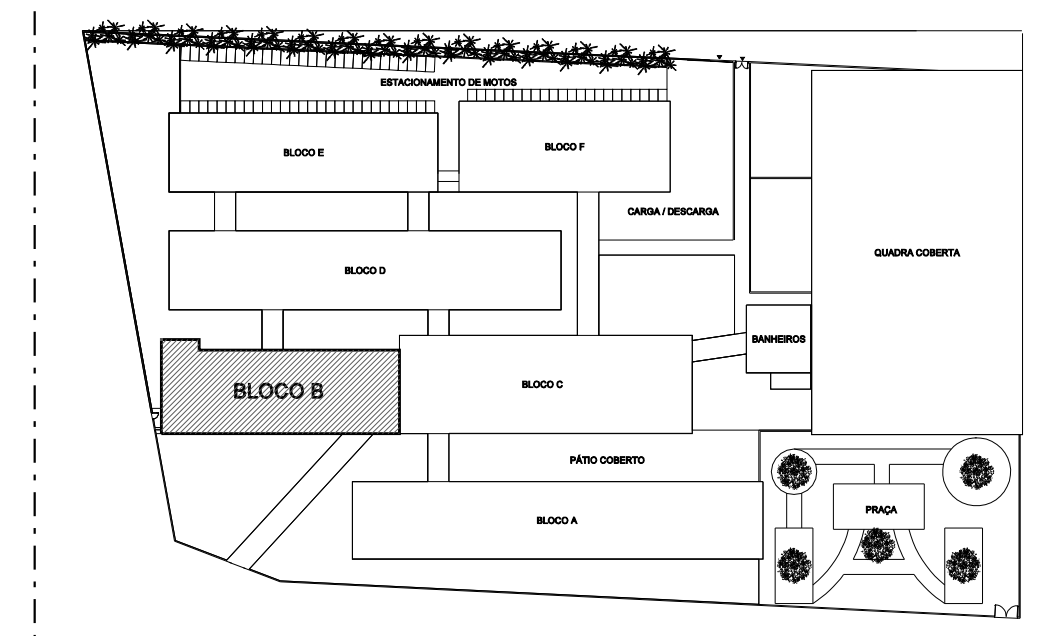 ESTACIONAMENTO DE MOTOS
BLOCO E
BLOCO F
CARGA / DESCARGA
QUADRA COBERTA
BLOCO D
BANHEIROS
BLOCO B
BLOCO C
PÁTIO COBERTO
PRAÇA
BLOCO A